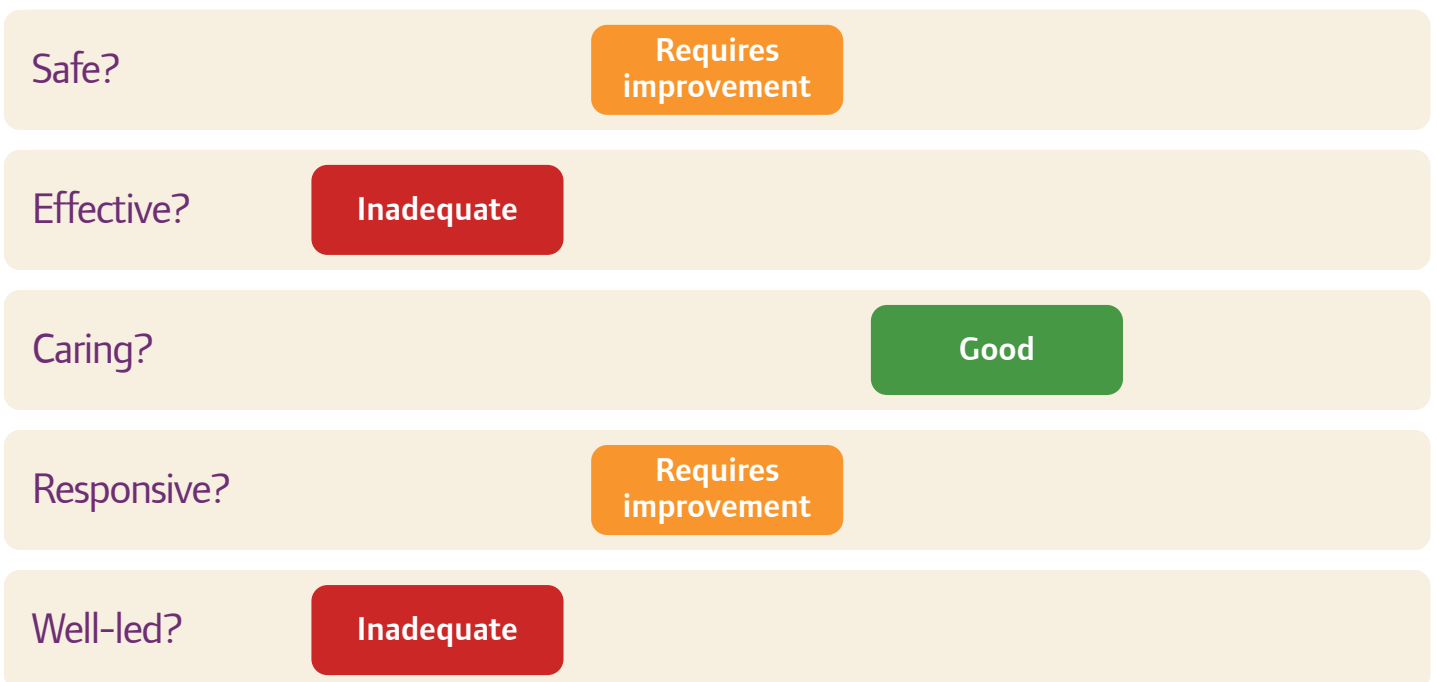 Safe?
Requires
improvement
Effective?
Inadequate
Caring?
Good
Responsive?
Requires
improvement
Well-led?
Inadequate